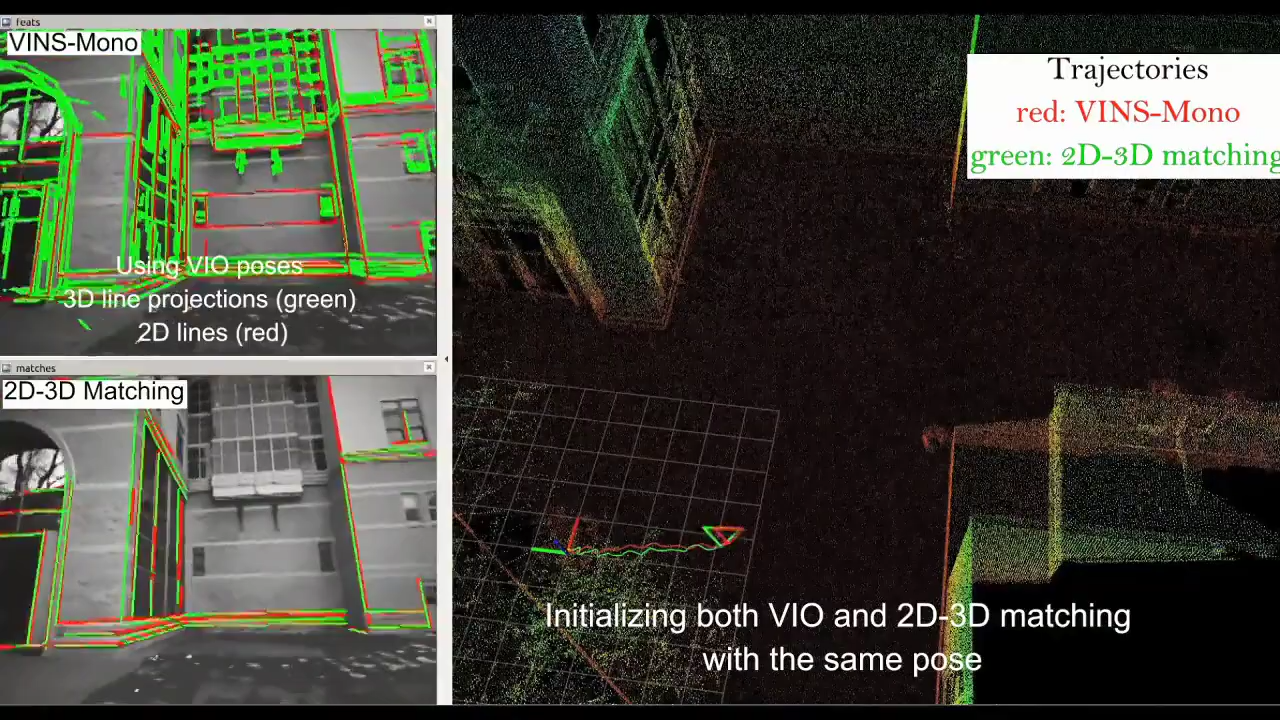 feats
VINS-Mono
Using VIO poses
3D line projections (green)
2D lines (red)
matches
2D-3D Matching
Trajectories
red: VINS-Mono
green: 2D-3D matching
Initializing both VIO and 2D-3D matching
with the same pose